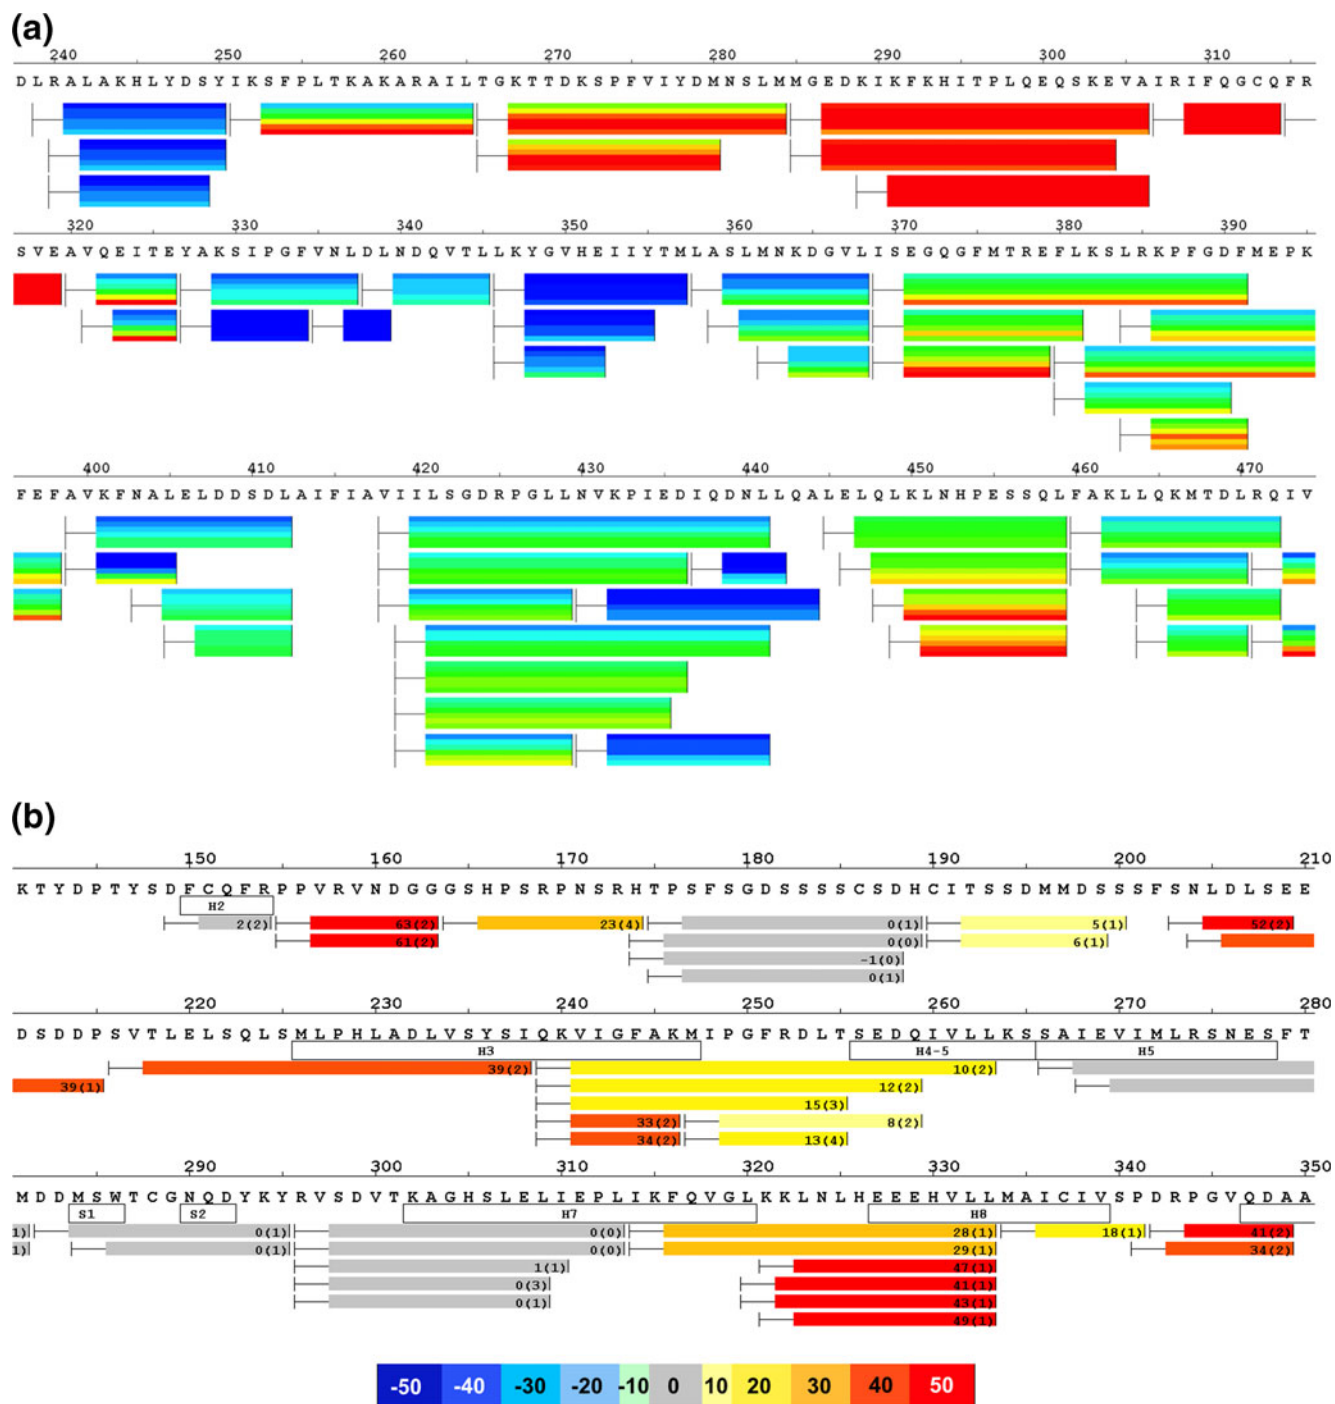 (a)
240 250 260 270 280 290 300 310
D L R A L A K H L Y D S Y I K S F P L T K A K A R A I L T G K T T D K S P F V I Y D M N S L M M G E D K I K F K H I T P L Q E Q S K E V A I R I F Q G C Q F R
320 330 340 350 360 370 380 390
S V E A V Q E I T E Y A K S I P G F V N L D L N D Q V T L L K Y G V H E I I Y T M L A S L M N K D G V L I S E G Q G F M T R E F L K S L R K P F G D F M E P K
400 410 420 430 440 450 460 470
F E F A V K F N A L E L D D S D L A I F I A V I I L S G D R P G L L N V K P I E D I Q D N L L Q A L E L Q L K L N H P E S S Q L F A K L L Q K M T D L R Q I V
(b)
150 160 170 180 190 200 210
K T Y D P T Y S D F C Q F R P P V R V N D G G G S H P S R P N S R H T P S F S G D S S S S C S D H C I T S S D M M D S S S F S N L D L S E E
H2
2(2) 63(2) 23(4) 0(1) 5(1) 52(2)
61(2) 0(0) 6(1)
-1(0)
0(1)
220 230 240 250 260 270 280
D S D D P S V T L E L S Q L S M L P H L A D L V S Y S I Q K V I G F A K M I P G F R D L T S E D Q I V L L K S S A I E V I M L R S N E S F T
H3 H4-5 H5
39(2) 10(2)
39(1) 12(2)
15(3)
33(2) 8(2)
34(2) 13(4)
290 300 310 320 330 340 350
M D D M S W T C G N Q D Y K Y R V S D V T K A G H S L E L I E P L I K F Q V G L K K L N L H E E E H V L L M A I C I V S P D R P G V Q D A A
S1 S2 H7 H8
1) 0(1) 0(0) 28(1) 18(1) 41(2)
1) 0(1) 0(0) 29(1) 34(2)
1(1) 47(1)
0(3) 41(1)
0(1) 43(1)
49(1)
-50 -40 -30 -20 -10 0 10 20 30 40 50